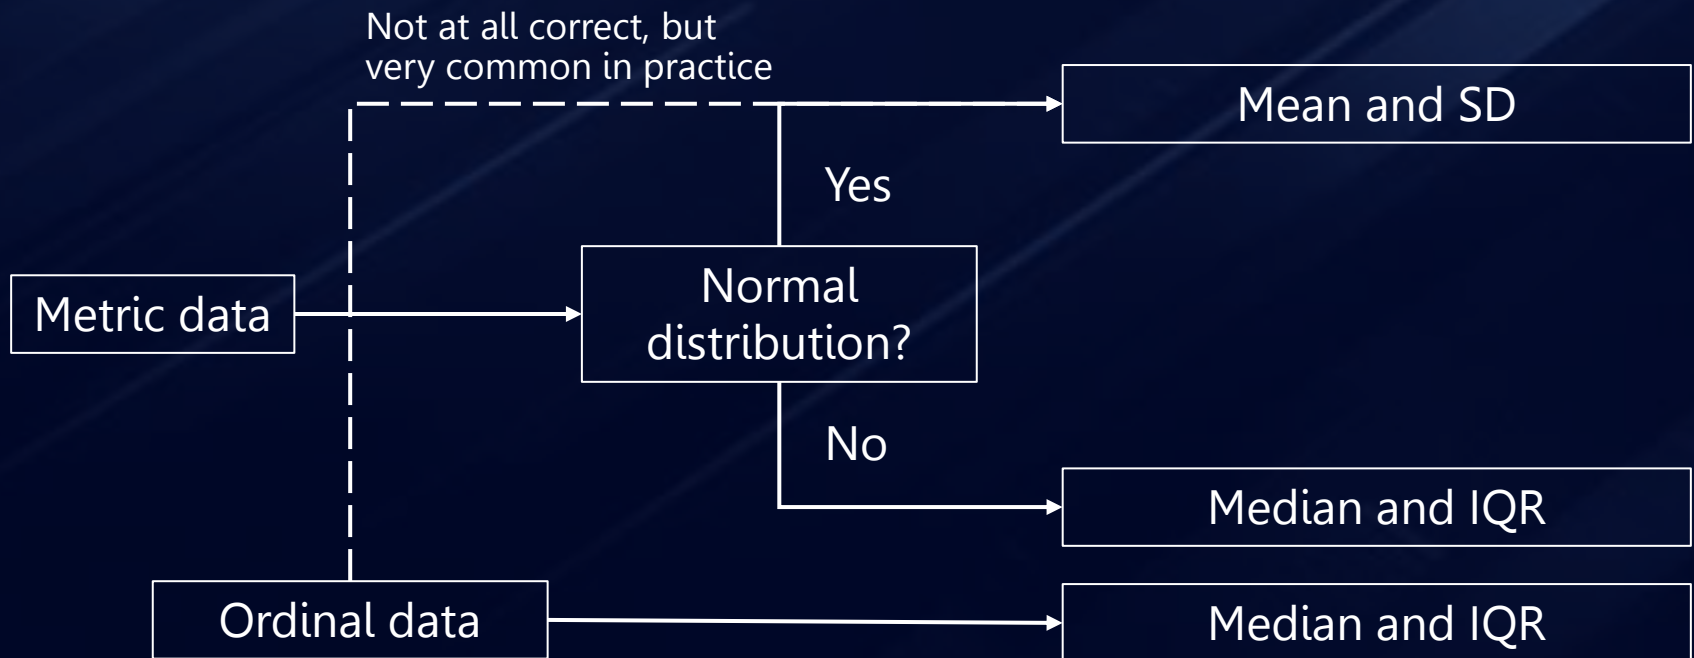 Not at all correct, but
very common in practice
Mean and SD
Yes
Normal
distribution?
Metric data
No
Median and IQR
Ordinal data
Median and IQR